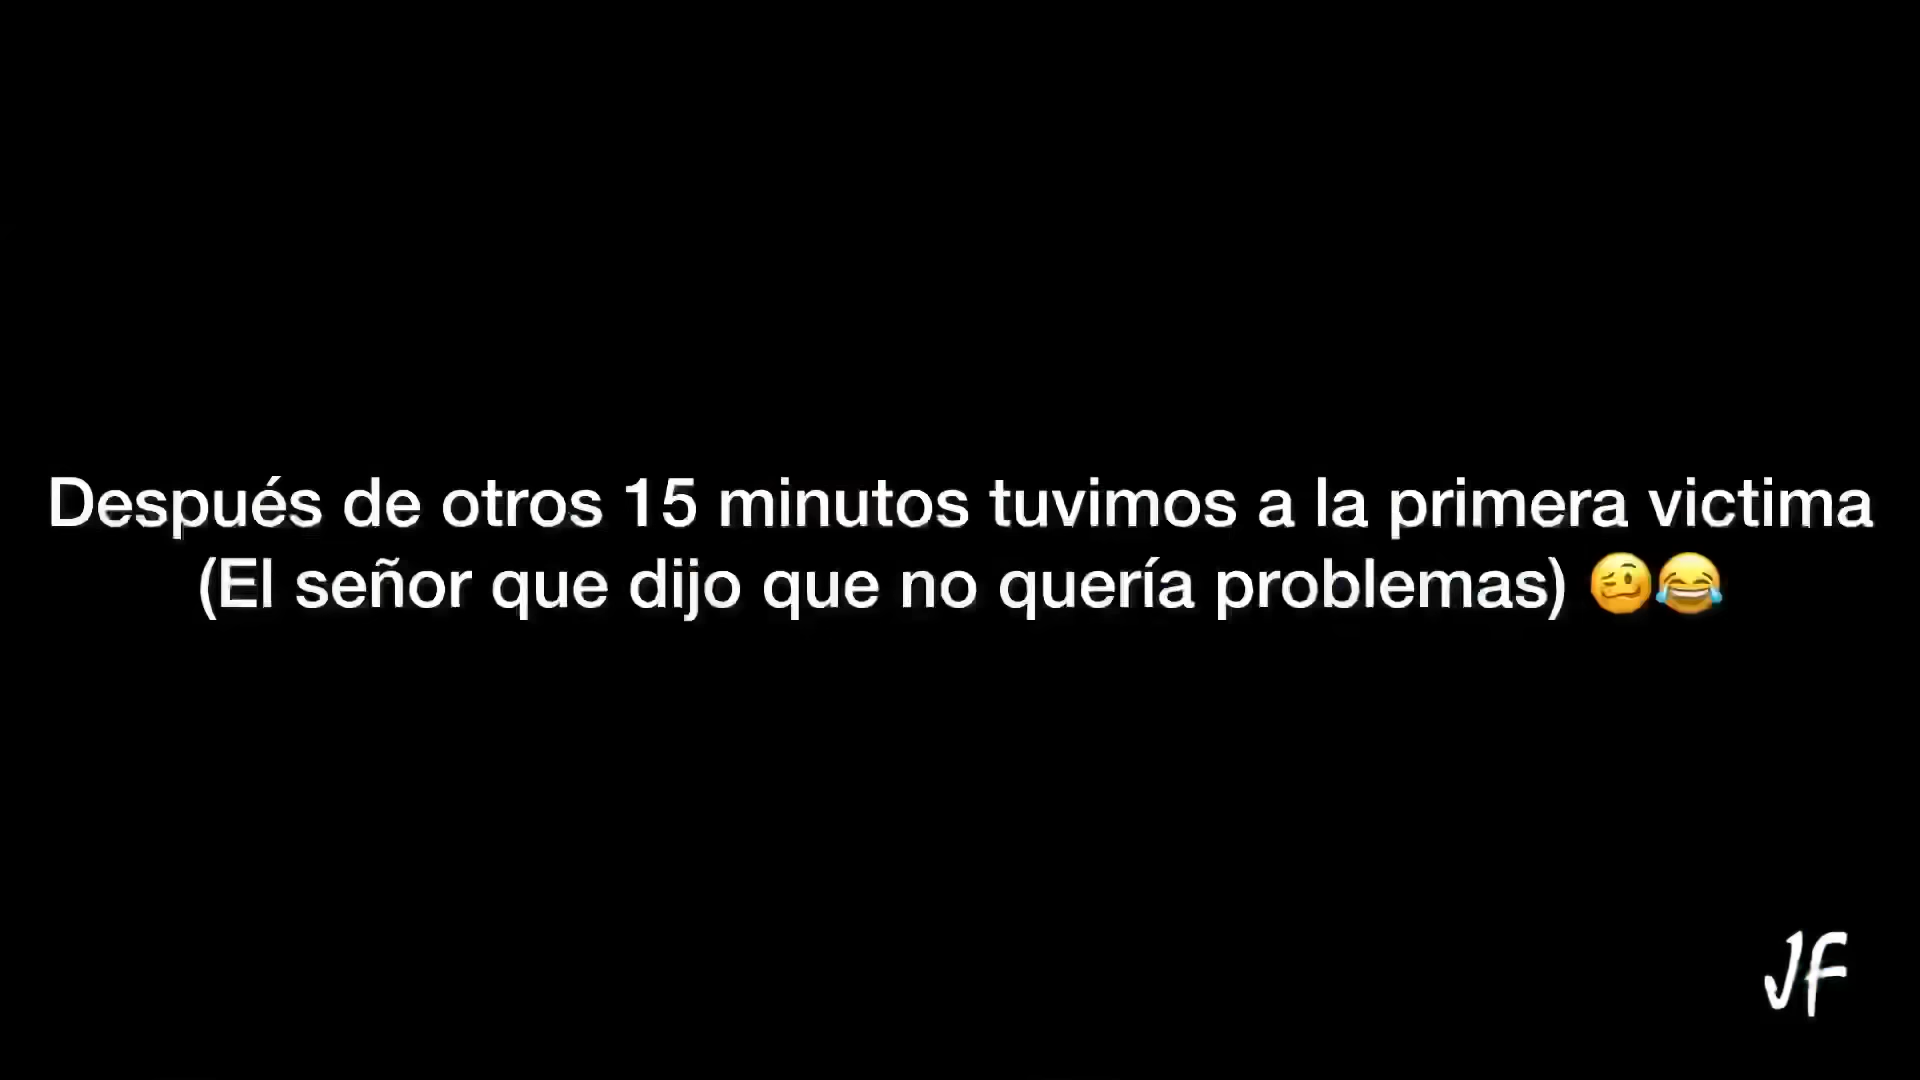 Después de otros 15 minutos tuvimos a la primera victima
(El señor que dijo que no quería problemas) 🥴😂
JF